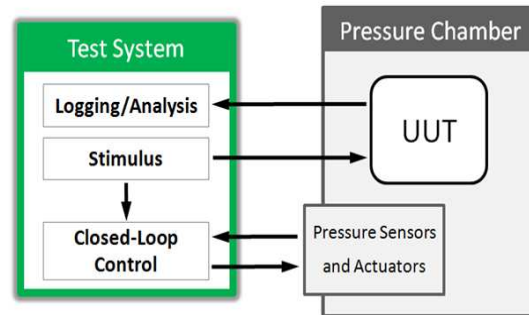 Test System
Logging/Analysis
Stimulus
Closed-Loop
Control
Pressure Chamber
UUT
Pressure Sensors
and Actuators